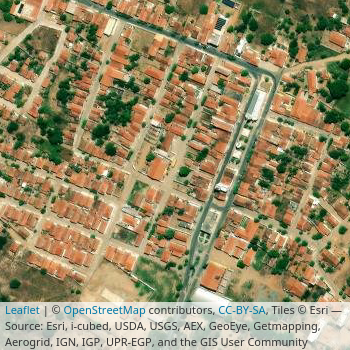 Leaflet | © OpenStreetMap contributors, CC-BY-SA, Tiles © Esri —
Source: Esri, i-cubed, USDA, USGS, AEX, GeoEye, Getmapping,
Aerogrid, IGN, IGP, UPR-EGP, and the GIS User Community